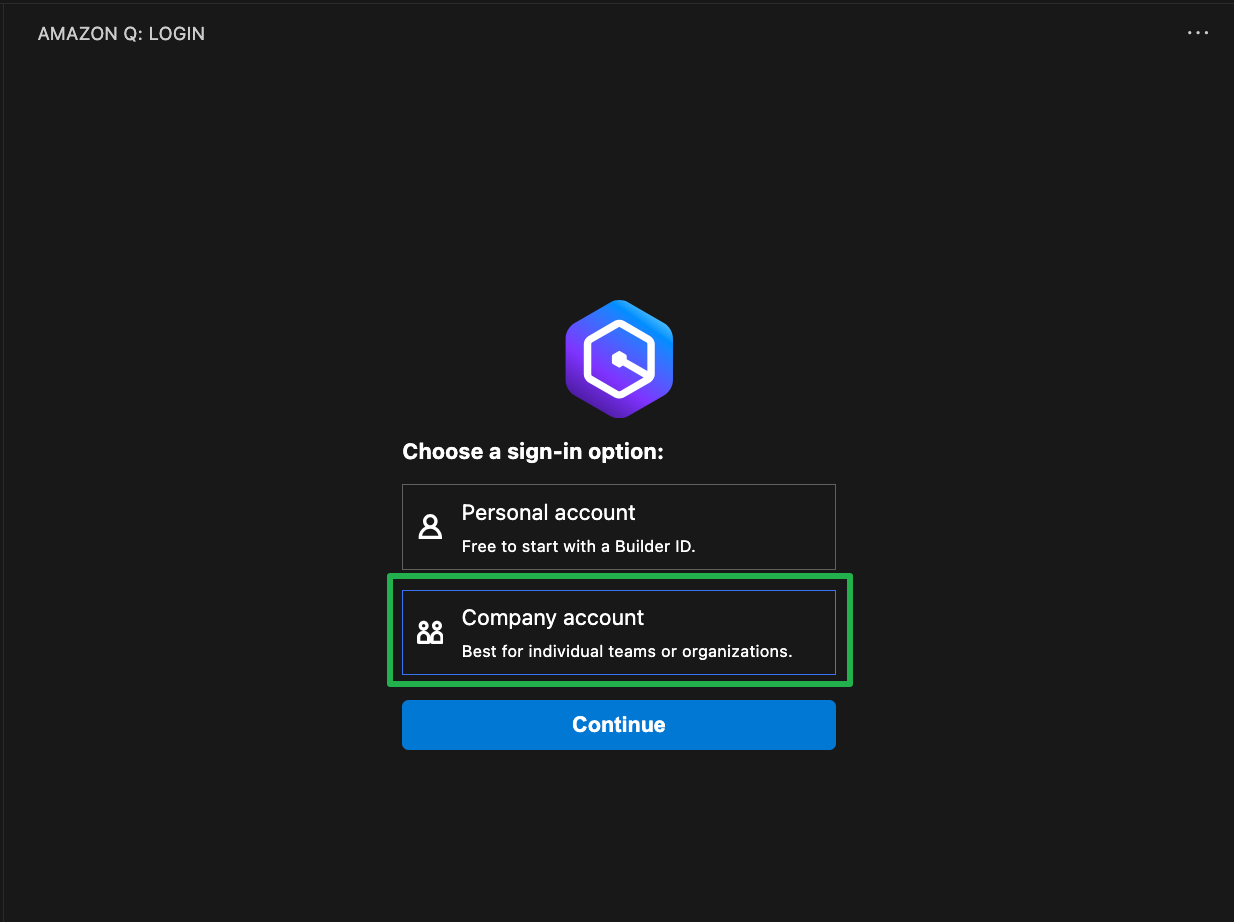 AMAZON Q: LOGIN
Choose a sign-in option:
Personal account
Free to start with a Builder ID.
Company account
Best for individual teams or organizations.
Continue